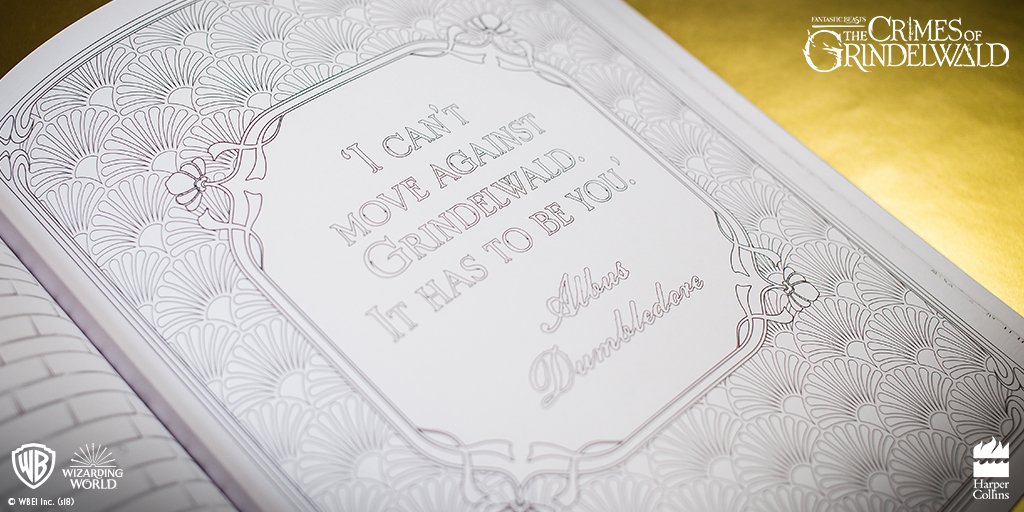 FANTASTIC BEASTS
THE CRIMES OF
GRINDELWALD
'I CAN'T
MOVE AGAINST
GRINDELWALD.
IT HAS TO BE YOU.'
Albus
Dumbledore
WB
WIZARDING
WORLD
© WBEI Inc. (s18)
Harper
Collins